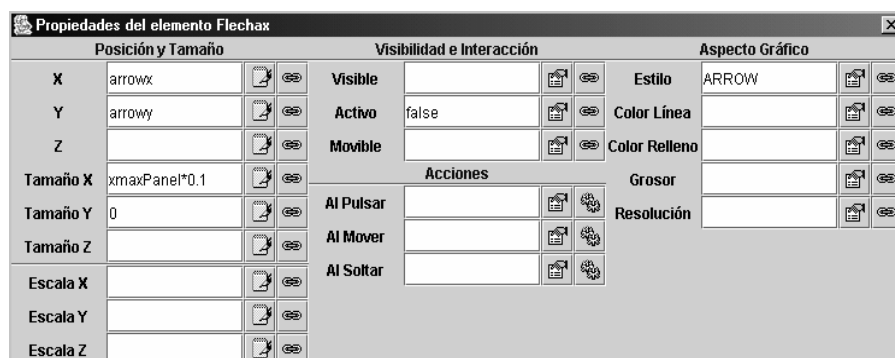 Propiedades del elemento Flechax
Posición y Tamaño Visibilidad e Interacción Aspecto Gráfico
X arrowx Visible Estilo ARROW
Y arrowy Activo false Color Línea
Z Movible Color Relleno
Tamaño X xmaxPanel*0.1 Acciones Grosor
Tamaño Y 0 Al Pulsar Resolución
Tamaño Z Al Mover
Escala X Al Soltar
Escala Y
Escala Z